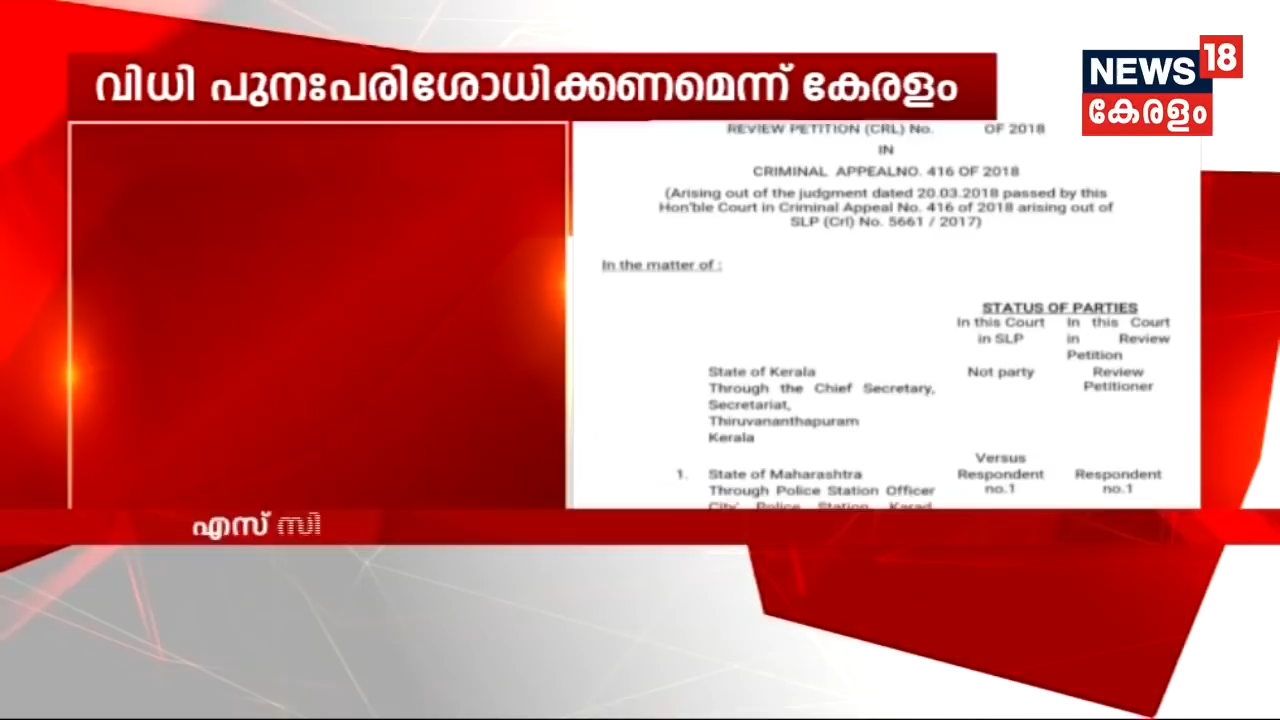 വിധി പുനഃപരിശോധിക്കണമെന്ന് കേരളം
NEWS 18
കേരളം
REVIEW PETITION (CRL) No. OF 2018
IN
CRIMINAL APPEALNO. 416 OF 2018
(Arising out of the judgment dated 20.03.2018 passed by this
Hon'ble Court in Criminal Appeal No. 416 of 2018 arising out of
SLP (Crl) No. 5661 / 2017)
In the matter of :
STATUS OF PARTIES
In this Court In this Court
in SLP in Review
Petition
State of Kerala Not party Review
Through the Chief Secretary, Petitioner
Secretariat,
Thiruvananthapuram
Kerala
Versus
1. State of Maharashtra Respondent Respondent
Through Police Station Officer no.1 no.1
City' Police Station, Karad
എസ് സി